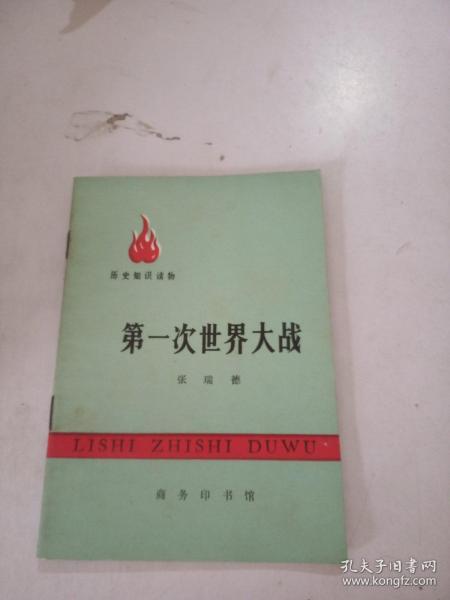 历史知识读物
第一次世界大战
张瑞德
LISHI ZHISHI DUWU
商务印书馆
孔夫子旧书网
www.kongfz.com